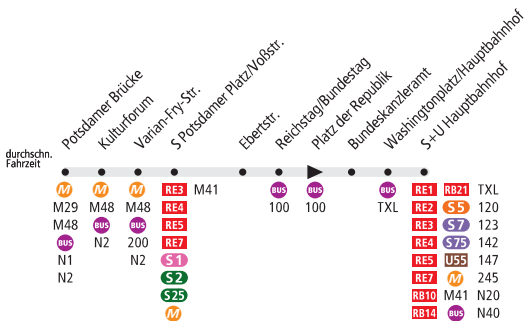 Potsdamer Brücke
Kulturforum
Varian-Fry-Str.
S Potsdamer Platz/Voßstr.
Ebertstr.
Reichstag/Bundestag
Platz der Republik
Bundeskanzleramt
Washingtonplatz/Hauptbahnhof
S+U Hauptbahnhof
durchschn.
Fahrzeit
M M M RE3 M41 BUS BUS BUS RE1 RB21 TXL
M29 M48 M48 RE4 100 100 TXL RE2 S5 120
M48 BUS BUS RE5 RE3 S7 123
BUS N2 200 RE7 RE4 S75 142
N1 N2 S1 RE5 U55 147
N2 S2 RE7 M 245
S25 RB10 M41 N20
M RB14 BUS N40